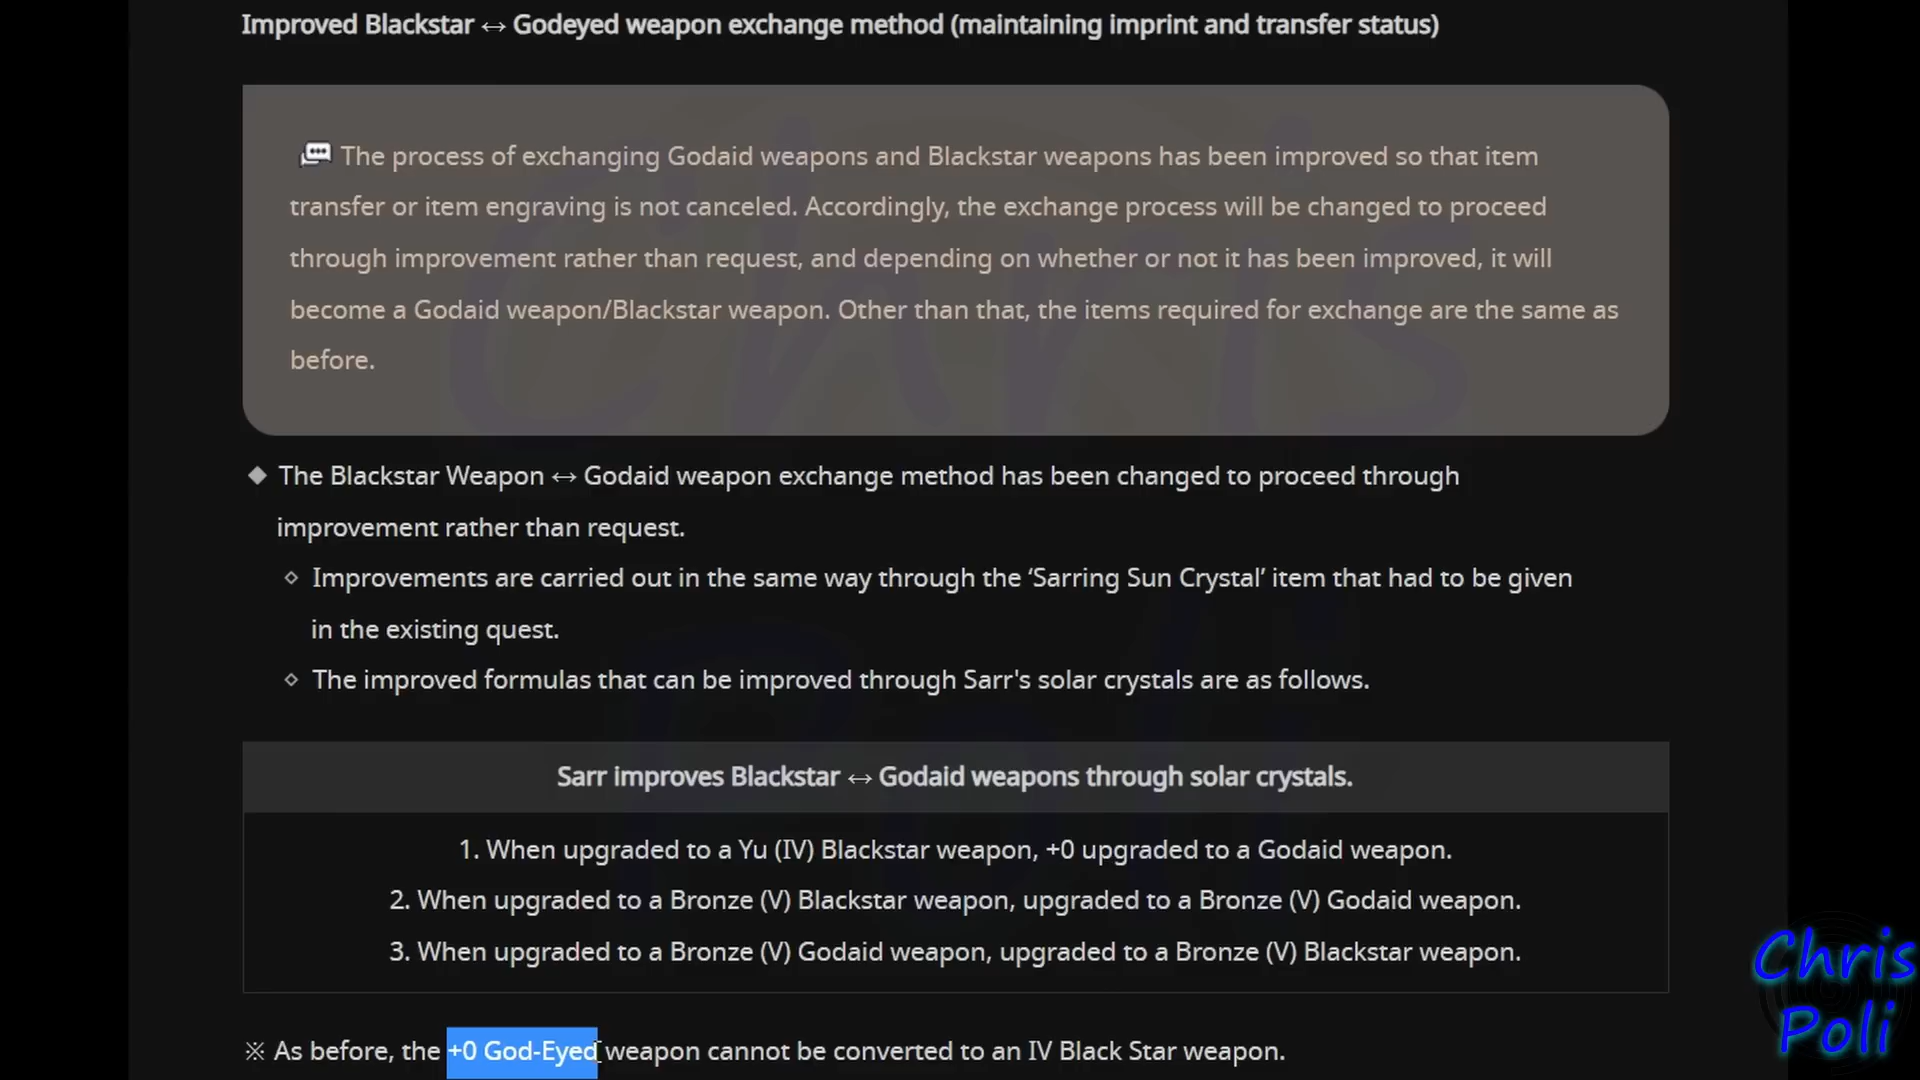 Improved Blackstar ↔ Godeyed weapon exchange method (maintaining imprint and transfer status)
The process of exchanging Godaid weapons and Blackstar weapons has been improved so that item
transfer or item engraving is not canceled. Accordingly, the exchange process will be changed to proceed
through improvement rather than request, and depending on whether or not it has been improved, it will
become a Godaid weapon/Blackstar weapon. Other than that, the items required for exchange are the same as
before.
◆ The Blackstar Weapon ↔ Godaid weapon exchange method has been changed to proceed through
improvement rather than request.
◇ Improvements are carried out in the same way through the ‘Sarring Sun Crystal’ item that had to be given
in the existing quest.
◇ The improved formulas that can be improved through Sarr's solar crystals are as follows.
Sarr improves Blackstar ↔ Godaid weapons through solar crystals.
1. When upgraded to a Yu (IV) Blackstar weapon, +0 upgraded to a Godaid weapon.
2. When upgraded to a Bronze (V) Blackstar weapon, upgraded to a Bronze (V) Godaid weapon.
3. When upgraded to a Bronze (V) Godaid weapon, upgraded to a Bronze (V) Blackstar weapon.
※ As before, the +0 God-Eyed weapon cannot be converted to an IV Black Star weapon.
Chris
Poli
Chris
Poli